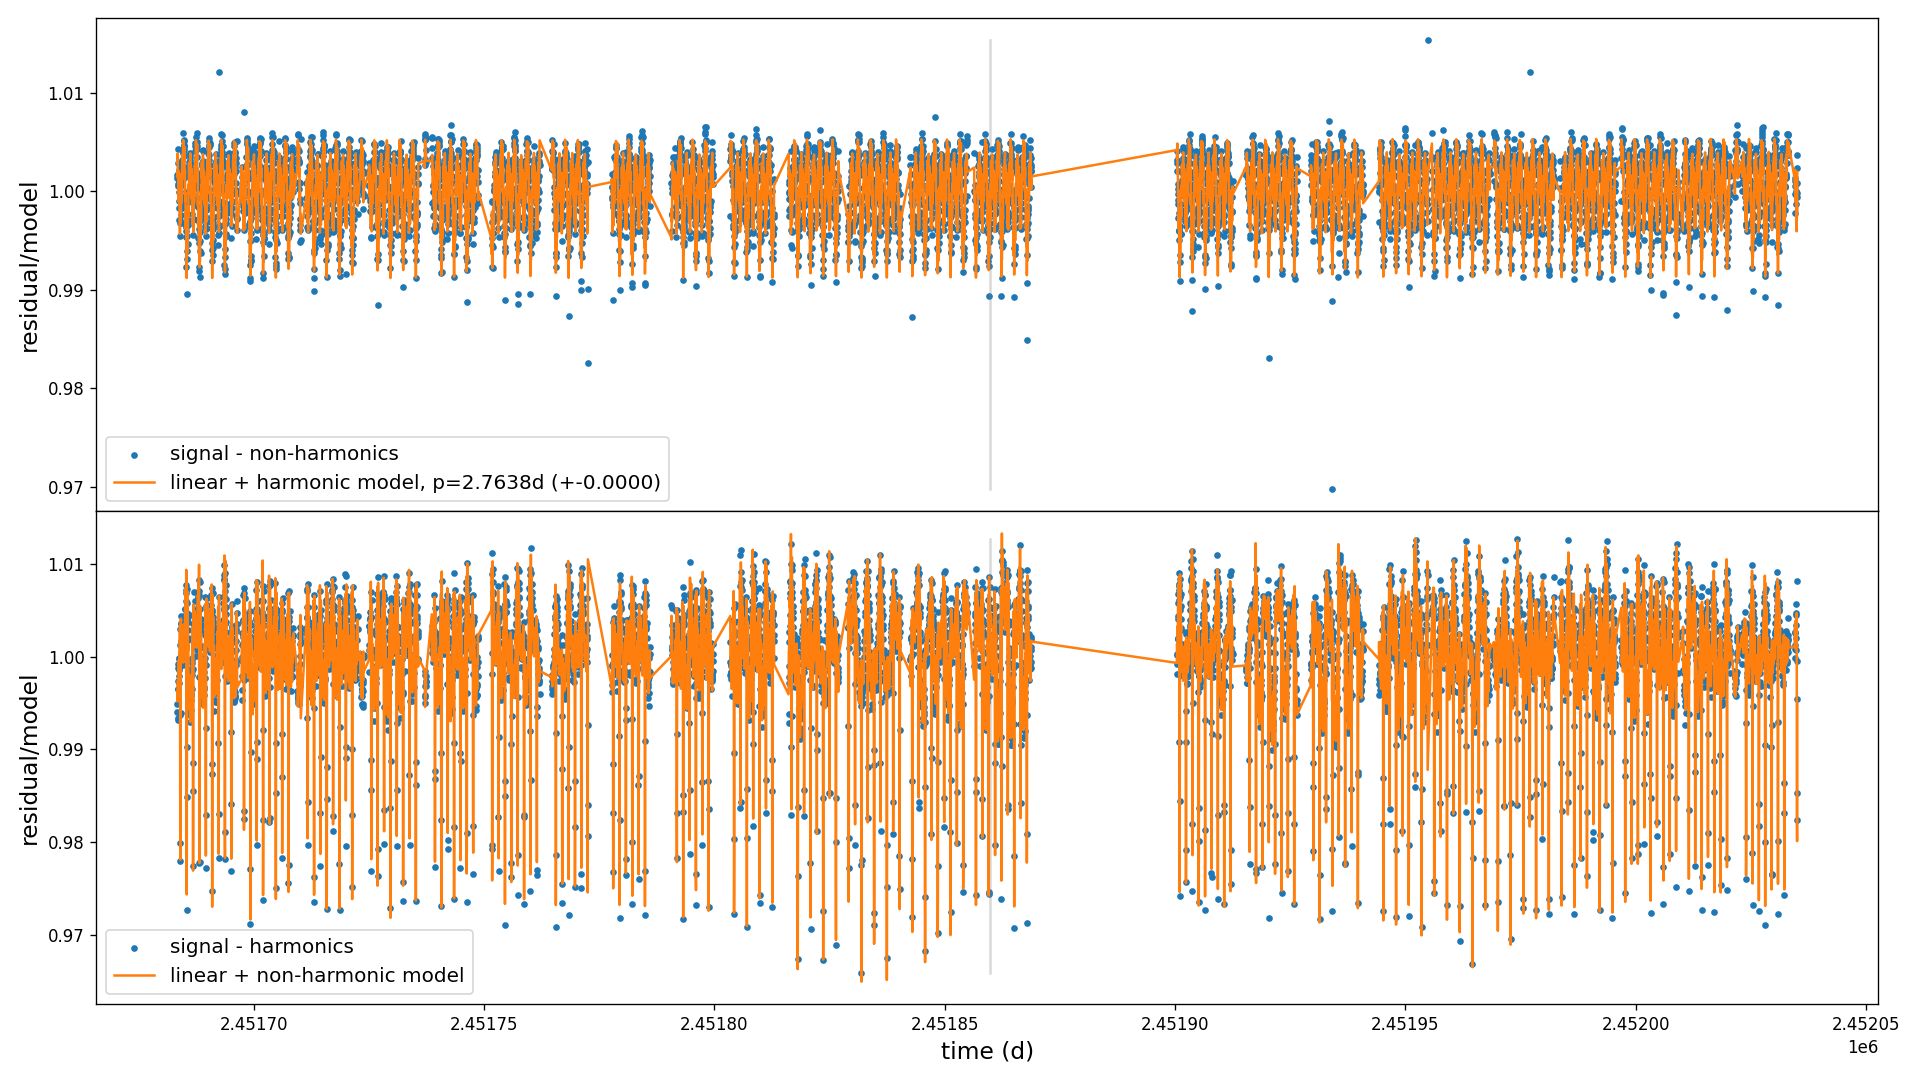 1.01
1.00
0.99
0.98
0.97
residual/model
signal - non-harmonics
linear + harmonic model, p=2.7638d (+-0.0000)
1.01
1.00
0.99
0.98
0.97
residual/model
signal - harmonics
linear + non-harmonic model
2.45170 2.45175 2.45180 2.45185 2.45190 2.45195 2.45200 2.45205
1e6
time (d)